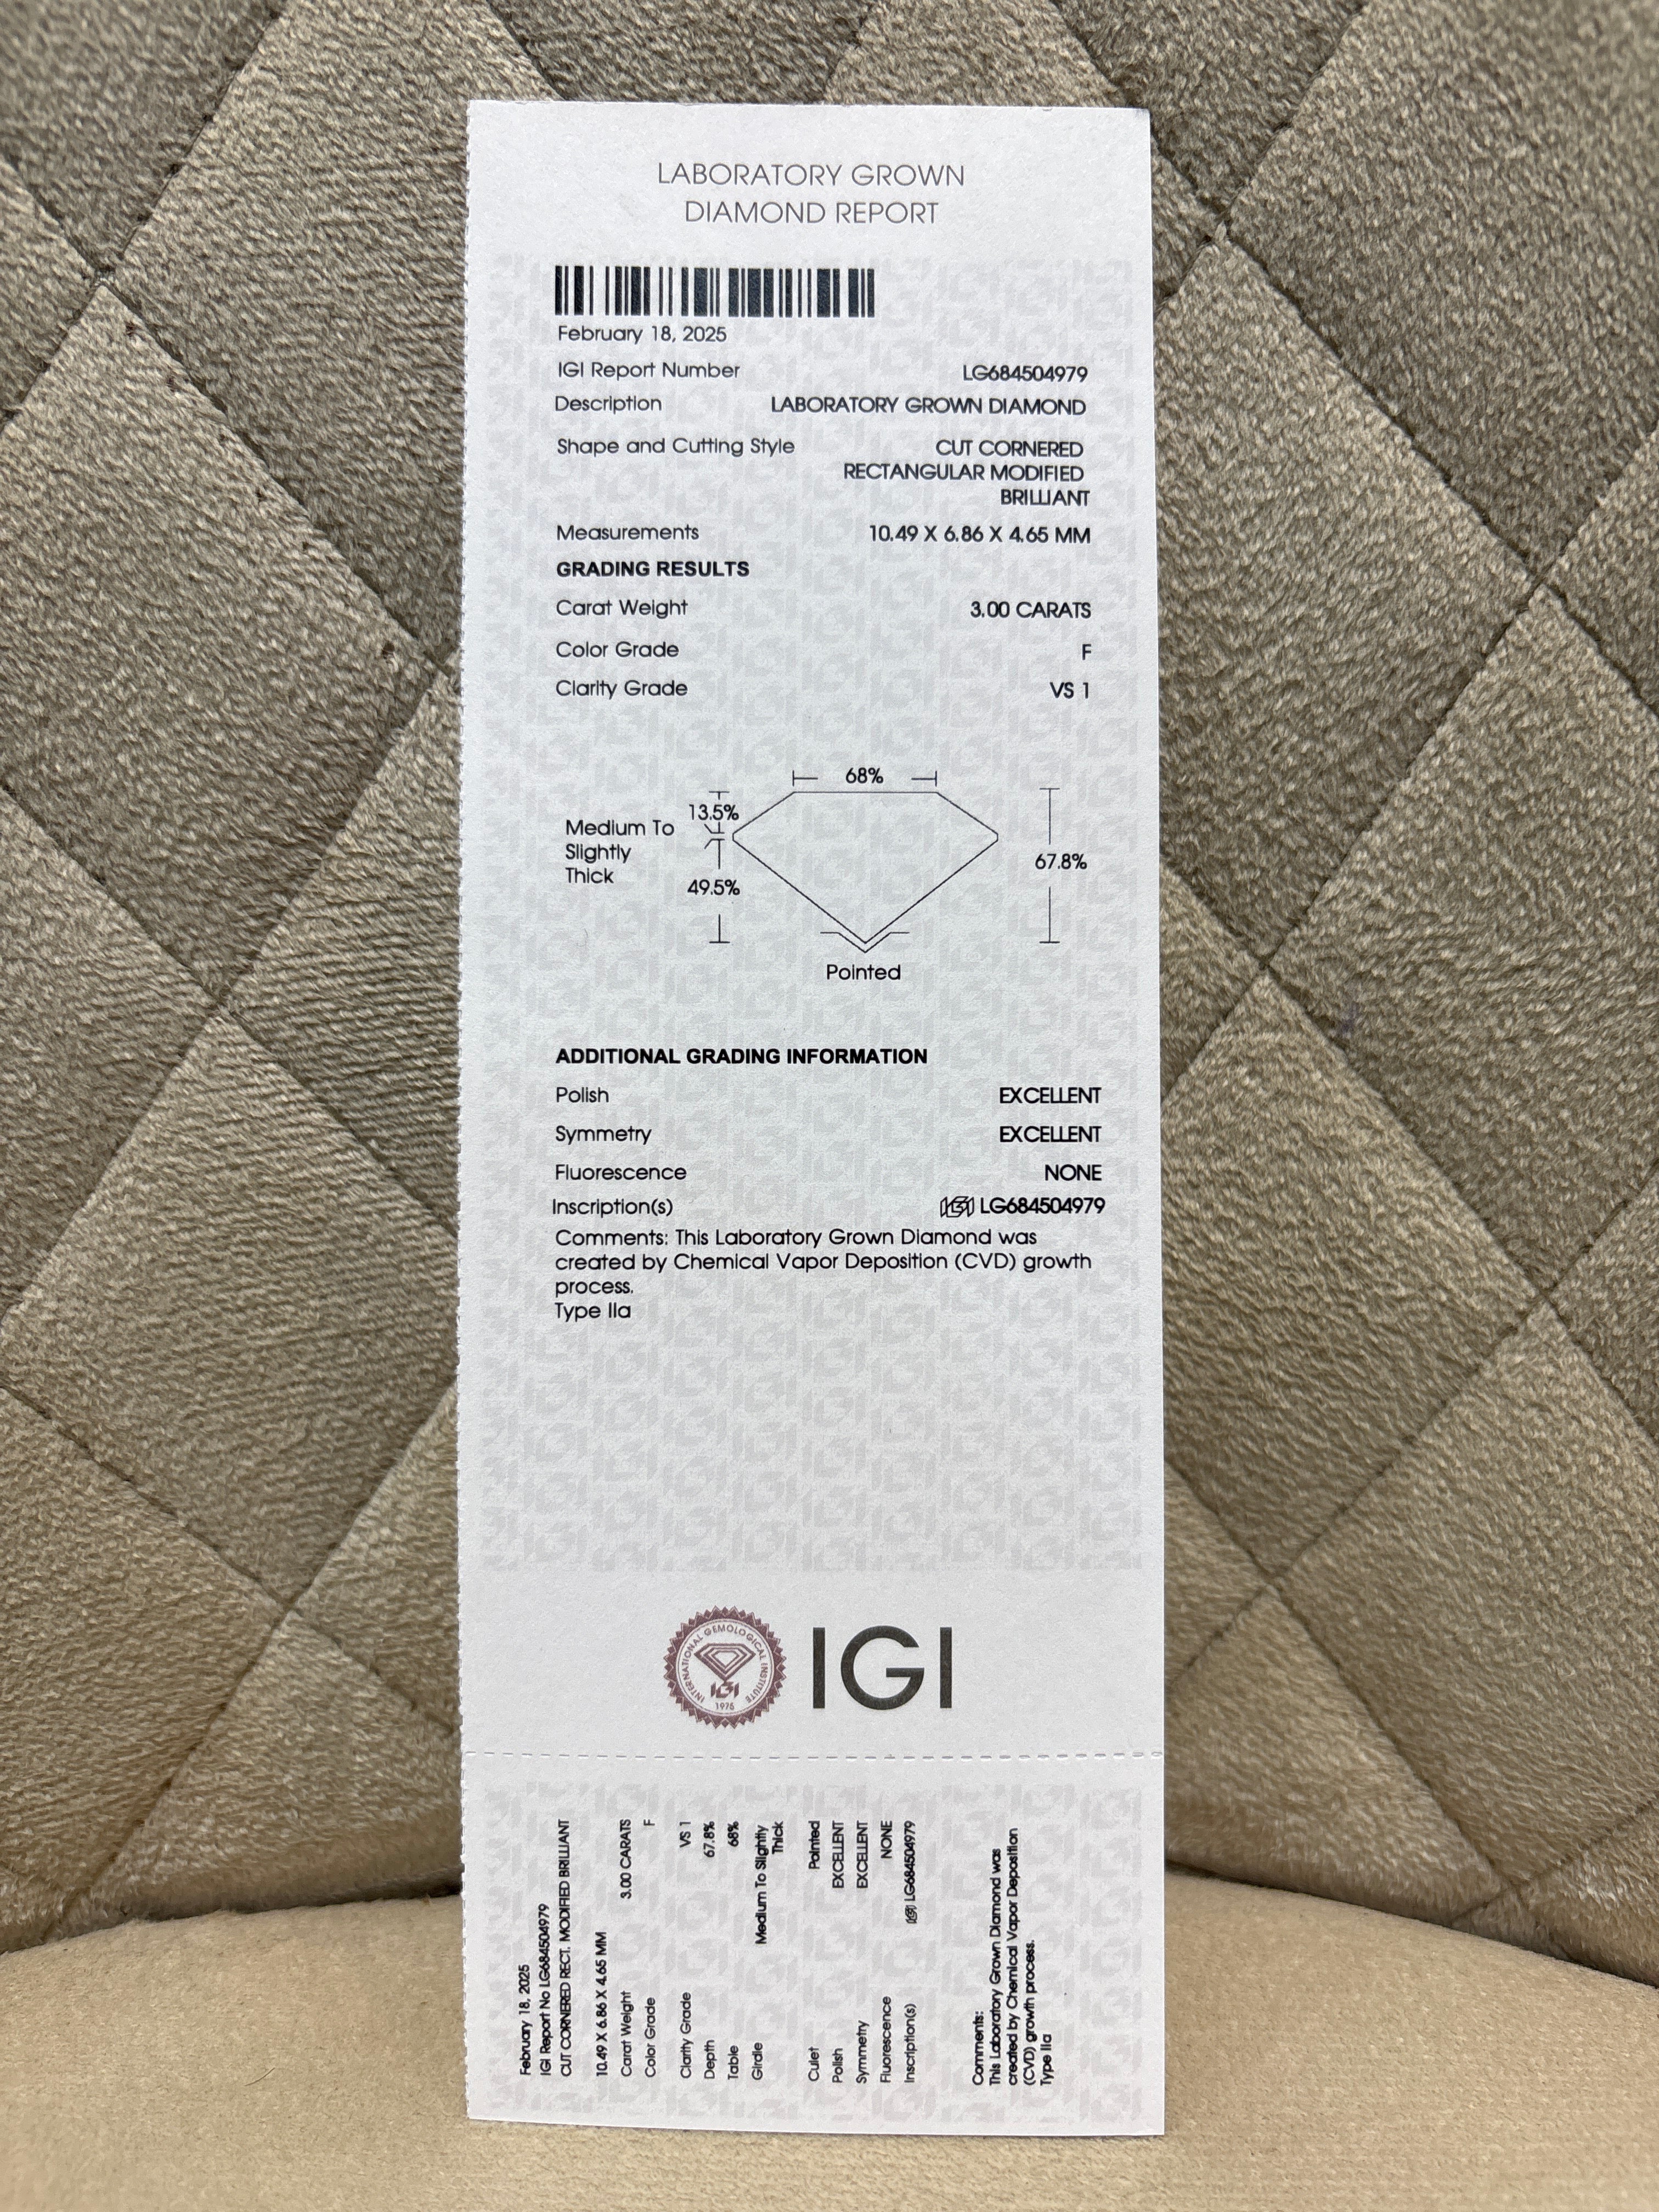 LABORATORY GROWN
DIAMOND REPORT
February 18, 2025
IGI Report Number LG684504979
Description LABORATORY GROWN DIAMOND
Shape and Cutting Style CUT CORNERED
RECTANGULAR MODIFIED
BRILLIANT
Measurements 10.49 X 6.86 X 4.65 MM
GRADING RESULTS
Carat Weight 3.00 CARATS
Color Grade F
Clarity Grade VS 1
68%
13.5%
Medium To
Slightly
Thick
49.5%
67.8%
Pointed
ADDITIONAL GRADING INFORMATION
Polish EXCELLENT
Symmetry EXCELLENT
Fluorescence NONE
Inscription(s) IGI LG684504979
Comments: This Laboratory Grown Diamond was
created by Chemical Vapor Deposition (CVD) growth
process.
Type IIa
INTERNATIONAL GEMOLOGICAL INSTITUTE
IGI
1975
IGI
February 18, 2025
IGI Report No LG684504979
CUT CORNERED RECT. MODIFIED BRILLIANT
10.49 X 6.86 X 4.65 MM
Carat Weight 3.00 CARATS
Color Grade F
Clarity Grade VS 1
Depth 67.8%
Table 68%
Girdle Medium To Slightly
Thick
Culet Pointed
Polish EXCELLENT
Symmetry EXCELLENT
Fluorescence NONE
Inscription(s) IGI LG684504979
Comments:
This Laboratory Grown Diamond was
created by Chemical Vapor Deposition
(CVD) growth process.
Type IIa